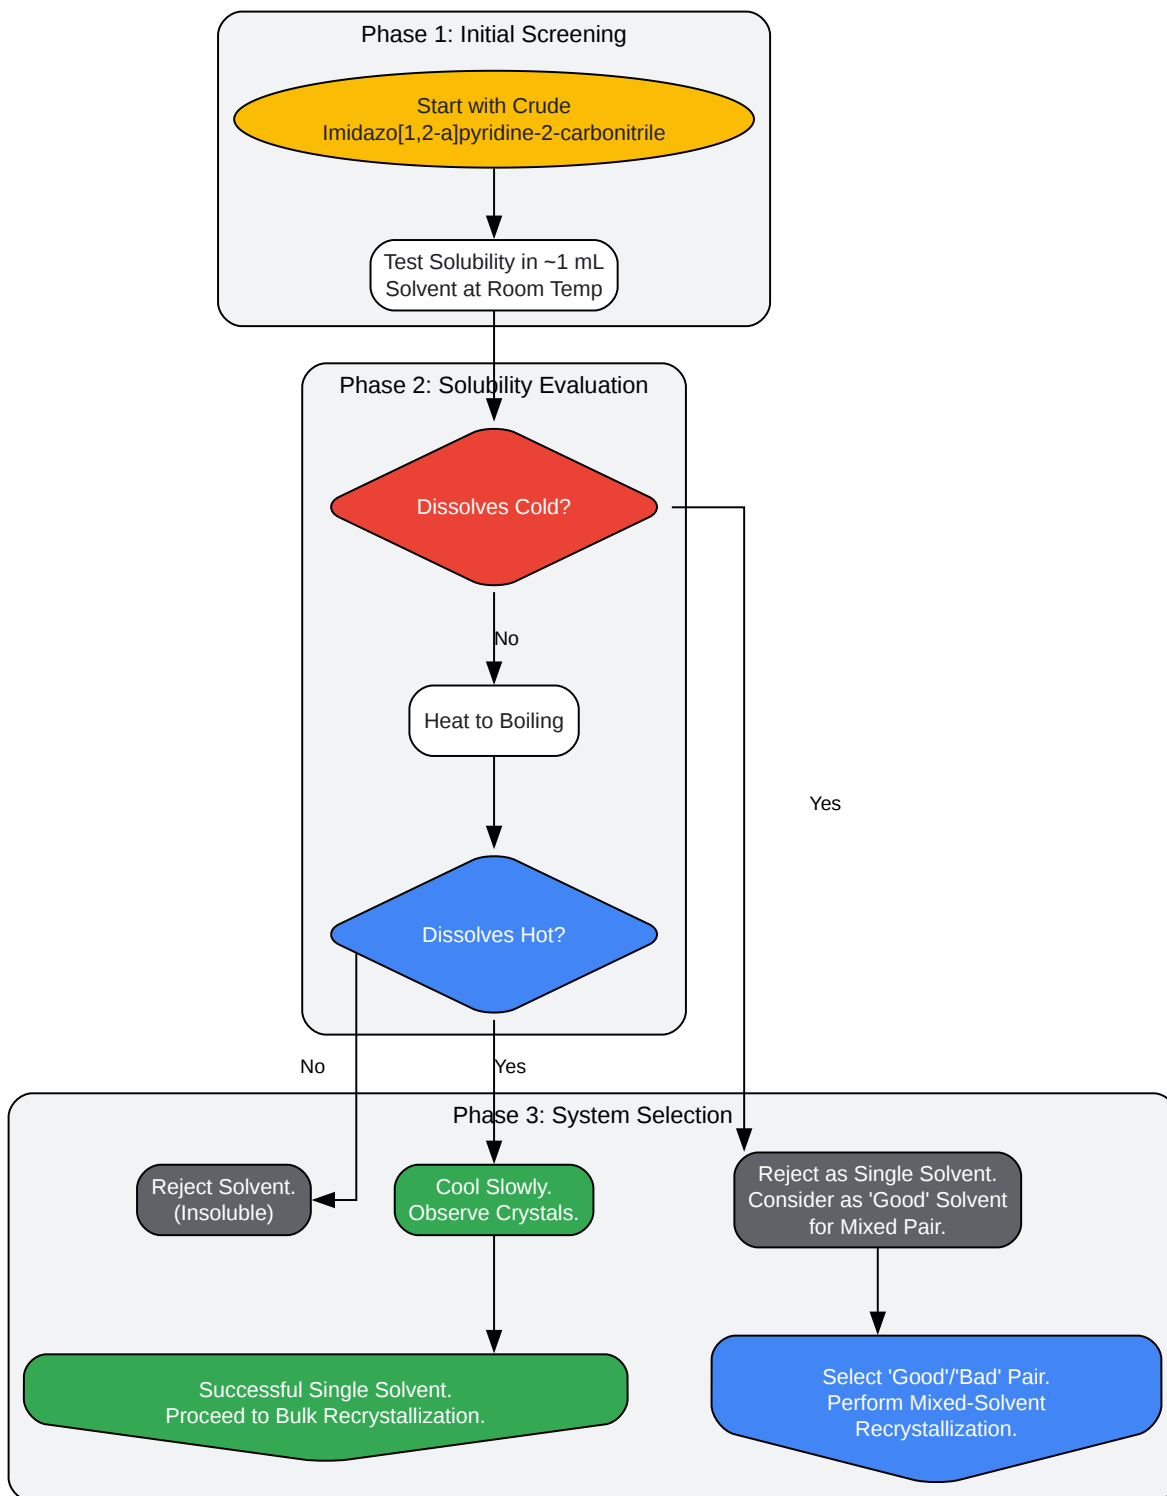 Phase 1: Initial Screening
Start with Crude
Imidazo[1,2-a]pyridine-2-carbonitrile
Test Solubility in ~1 mL
Solvent at Room Temp
Phase 2: Solubility Evaluation
Dissolves Cold?
No
Heat to Boiling
Yes
Dissolves Hot?
No
Yes
Phase 3: System Selection
Reject Solvent.
(Insoluble)
Cool Slowly.
Observe Crystals.
Reject as Single Solvent.
Consider as 'Good' Solvent
for Mixed Pair.
Successful Single Solvent.
Proceed to Bulk Recrystallization.
Select 'Good'/'Bad' Pair.
Perform Mixed-Solvent
Recrystallization.